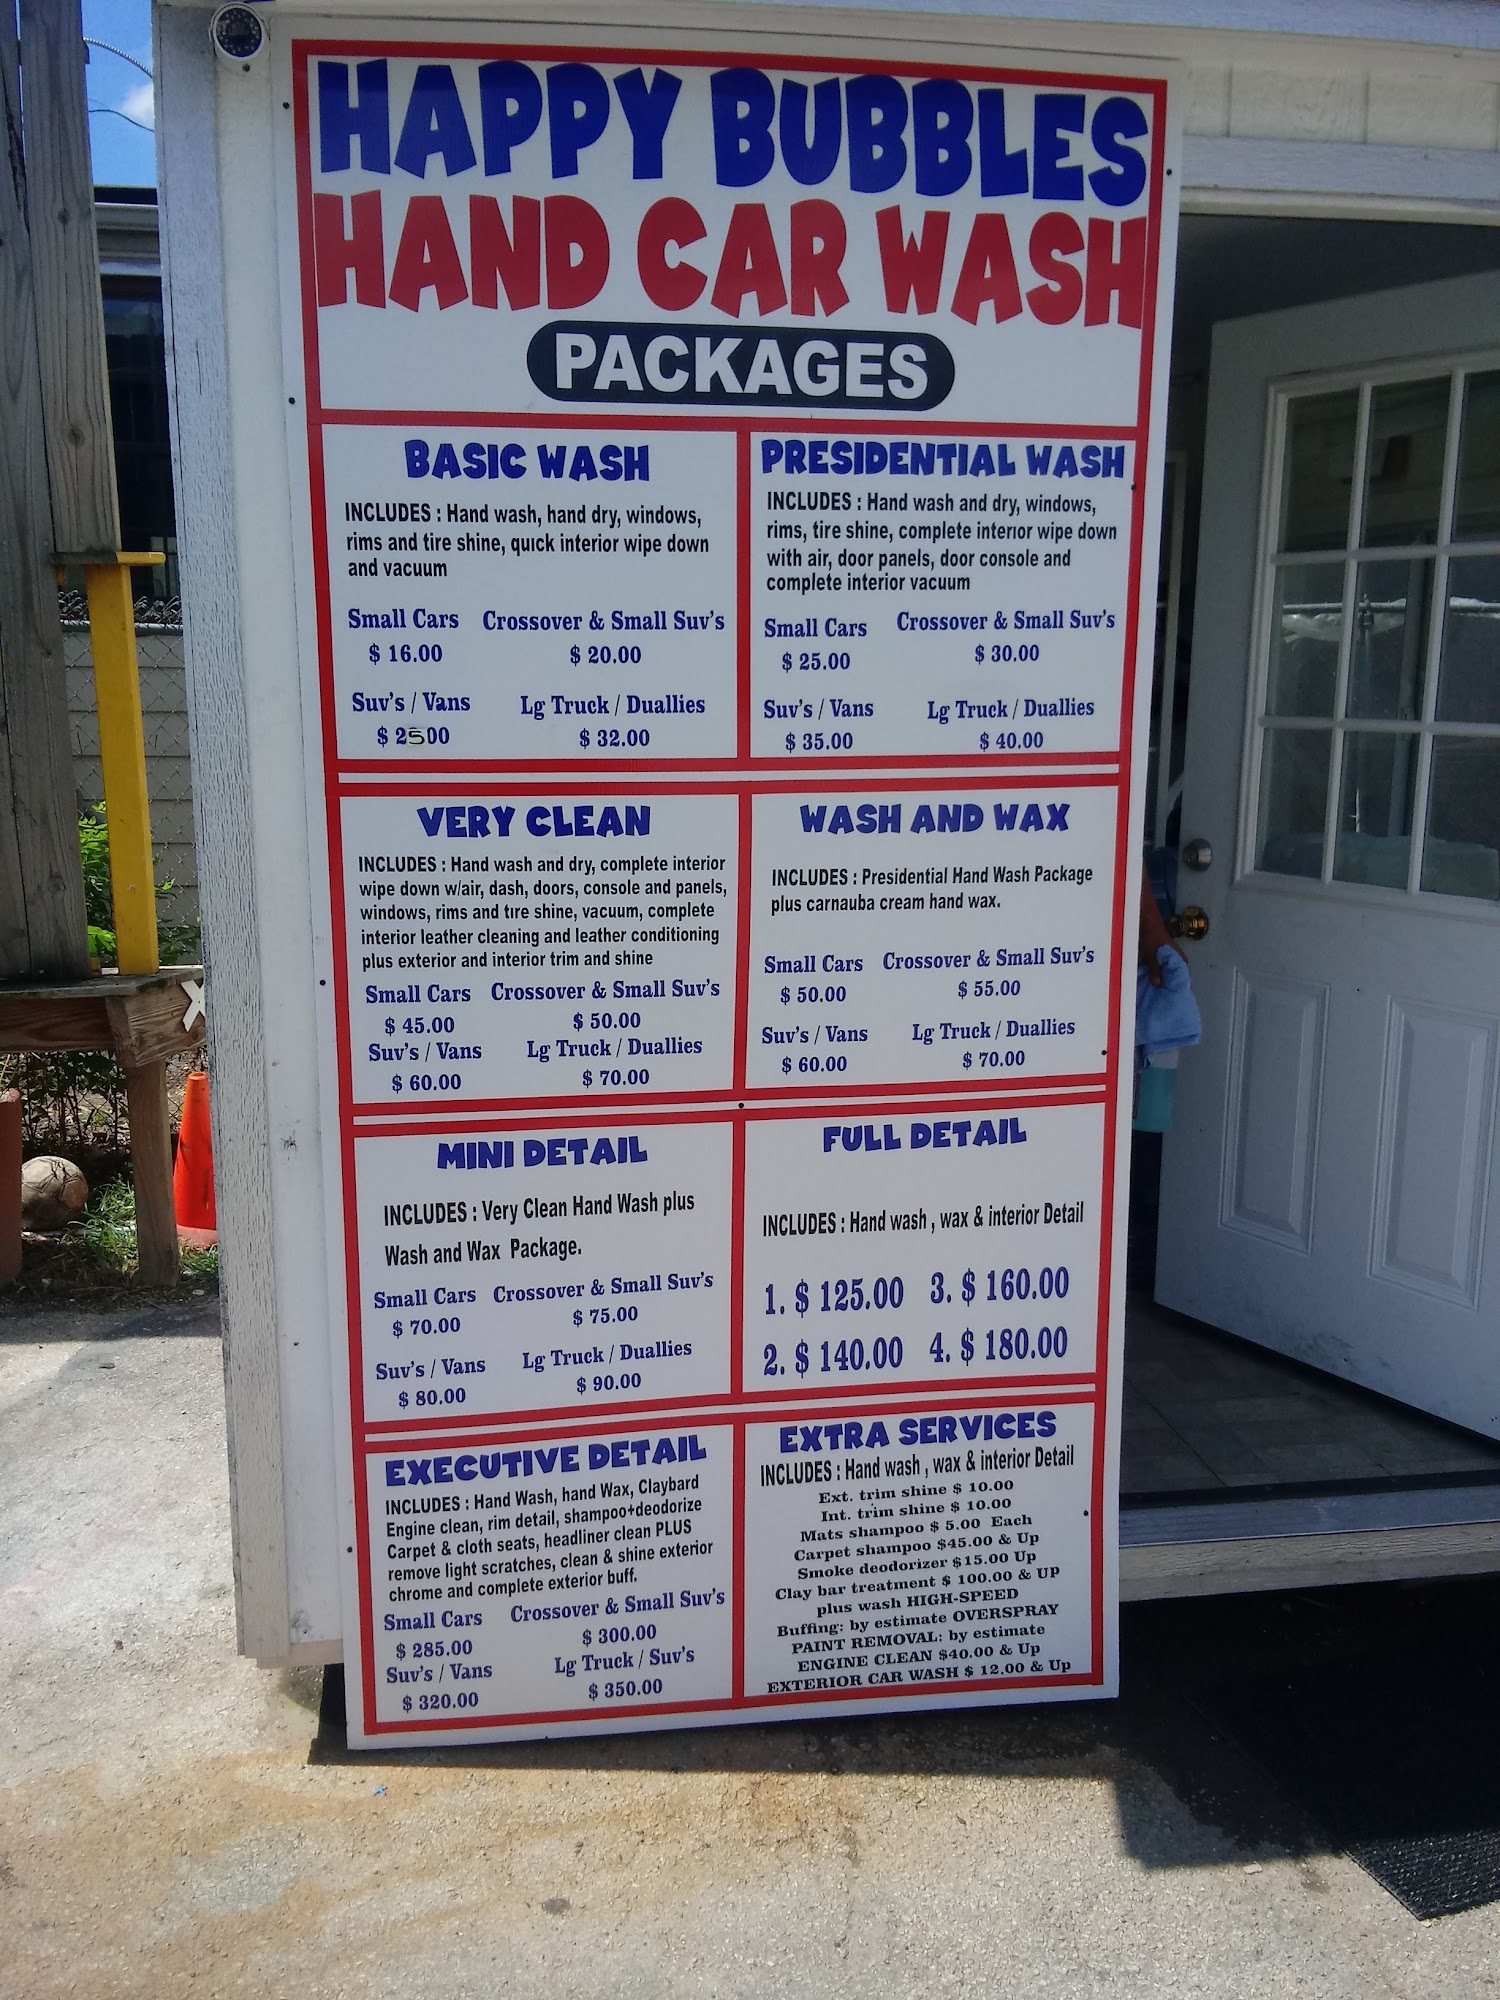 HAPPY BUBBLES
HAND CAR WASH
PACKAGES
BASIC WASH
INCLUDES : Hand wash, hand dry, windows,
rims and tire shine, quick interior wipe down
and vacuum
Small Cars Crossover & Small Suv's
$ 16.00 $ 20.00
Suv's / Vans Lg Truck / Duallies
$ 2500 $ 32.00
PRESIDENTIAL WASH
INCLUDES : Hand wash and dry, windows,
rims, tire shine, complete interior wipe down
with air, door panels, door console and
complete interior vacuum
Small Cars Crossover & Small Suv's
$ 25.00 $ 30.00
Suv's / Vans Lg Truck / Duallies
$ 35.00 $ 40.00
VERY CLEAN
INCLUDES : Hand wash and dry, complete interior
wipe down w/air, dash, doors, console and panels,
windows, rims and tire shine, vacuum, complete
interior leather cleaning and leather conditioning
plus exterior and interior trim and shine
Small Cars Crossover & Small Suv's
$ 45.00 $ 50.00
Suv's / Vans Lg Truck / Duallies
$ 60.00 $ 70.00
WASH AND WAX
INCLUDES : Presidential Hand Wash Package
plus carnauba cream hand wax.
Small Cars Crossover & Small Suv's
$ 50.00 $ 55.00
Suv's / Vans Lg Truck / Duallies
$ 60.00 $ 70.00
MINI DETAIL
INCLUDES : Very Clean Hand Wash plus
Wash and Wax Package.
Small Cars Crossover & Small Suv's
$ 70.00 $ 75.00
Suv's / Vans Lg Truck / Duallies
$ 80.00 $ 90.00
FULL DETAIL
INCLUDES : Hand wash , wax & interior Detail
1. $ 125.00 3. $ 160.00
2. $ 140.00 4. $ 180.00
EXECUTIVE DETAIL
INCLUDES : Hand Wash, hand Wax, Claybard
Engine clean, rim detail, shampoo+deodorize
Carpet & cloth seats, headliner clean PLUS
remove light scratches, clean & shine exterior
chrome and complete exterior buff.
Small Cars Crossover & Small Suv's
$ 285.00 $ 300.00
Suv's / Vans Lg Truck / Suv's
$ 320.00 $ 350.00
EXTRA SERVICES
INCLUDES : Hand wash , wax & interior Detail
Ext. trim shine $ 10.00
Int. trim shine $ 10.00
Mats shampoo $ 5.00 Each
Carpet shampoo $45.00 & Up
Smoke deodorizer $15.00 Up
Clay bar treatment $ 100.00 & Up
plus wash HIGH-SPEED
Buffing: by estimate OVERSPRAY
PAINT REMOVAL: by estimate
ENGINE CLEAN $40.00 & Up
EXTERIOR CAR WASH $ 12.00 & Up